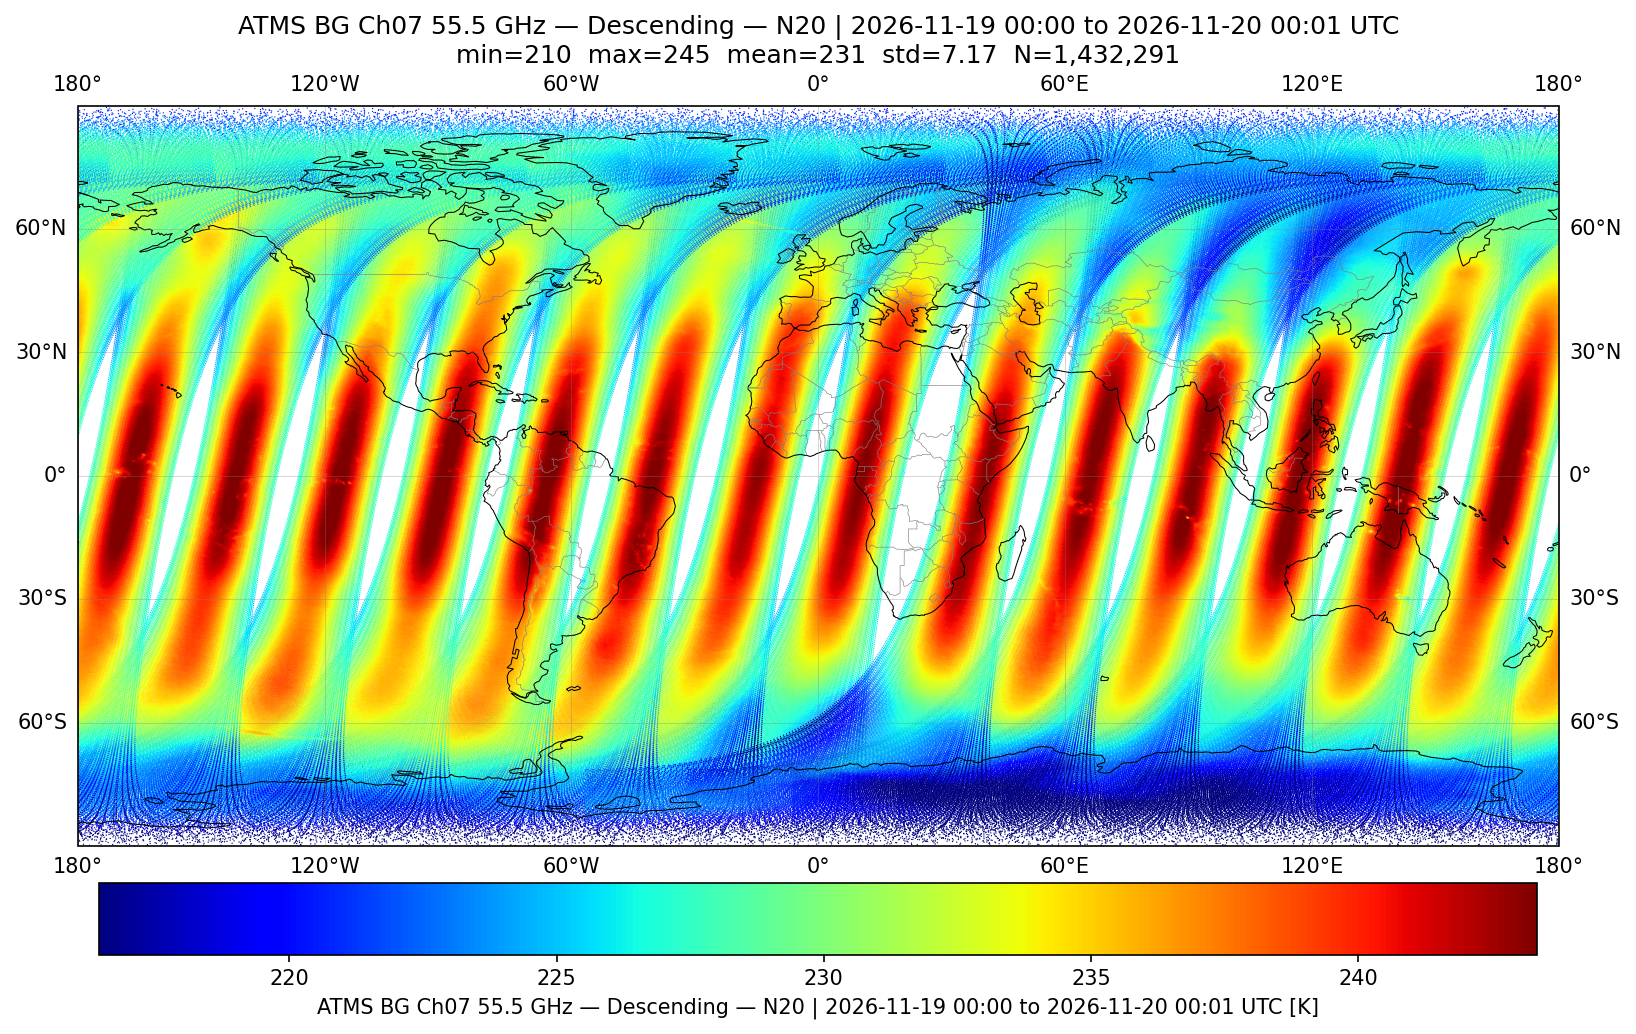 ATMS BG Ch07 55.5 GHz — Descending — N20 | 2026-11-19 00:00 to 2026-11-20 00:01 UTC
min=210  max=245  mean=231  std=7.17  N=1,432,291
180° 120°W 60°W 0° 60°E 120°E 180°
60°N 60°N
30°N 30°N
0° 0°
30°S 30°S
60°S 60°S
180° 120°W 60°W 0° 60°E 120°E 180°
220 225 230 235 240
ATMS BG Ch07 55.5 GHz — Descending — N20 | 2026-11-19 00:00 to 2026-11-20 00:01 UTC [K]